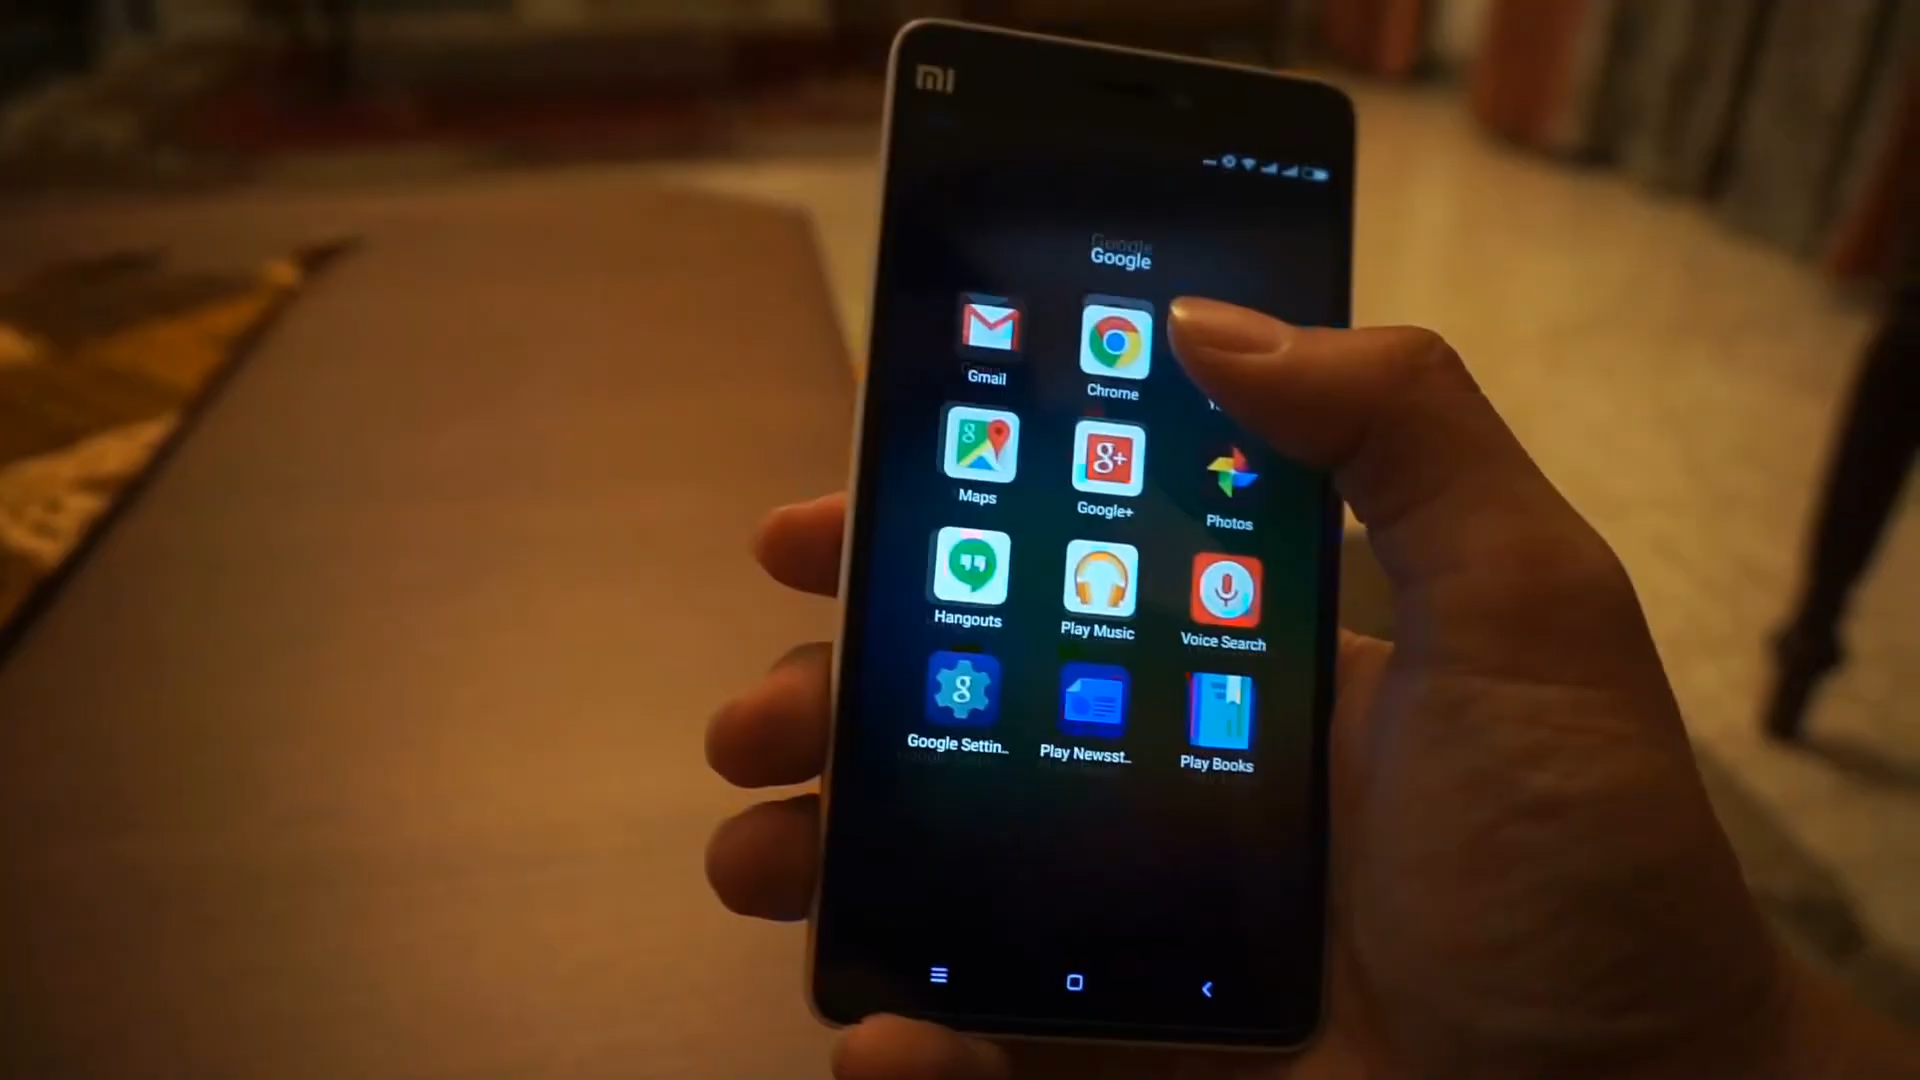 mi
Google
Gmail
Chrome
Maps
Google+
Photos
Hangouts
Play Music
Voice Search
Google Settin...
Play Newsst...
Play Books